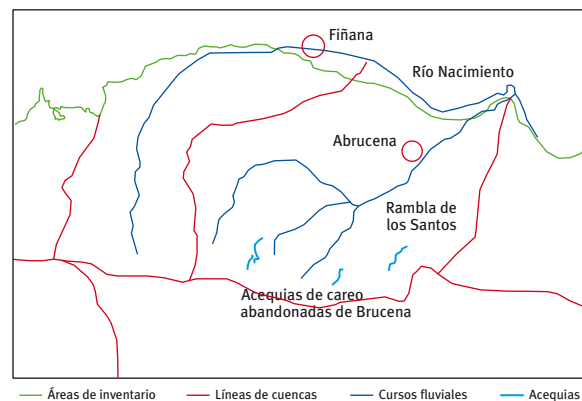 Fiñana
Río Nacimiento
Abrucena
Rambla de
los Santos
Acequias de careo
abandonadas de Brucena
Áreas de inventario
Líneas de cuencas
Cursos fluviales
Acequias